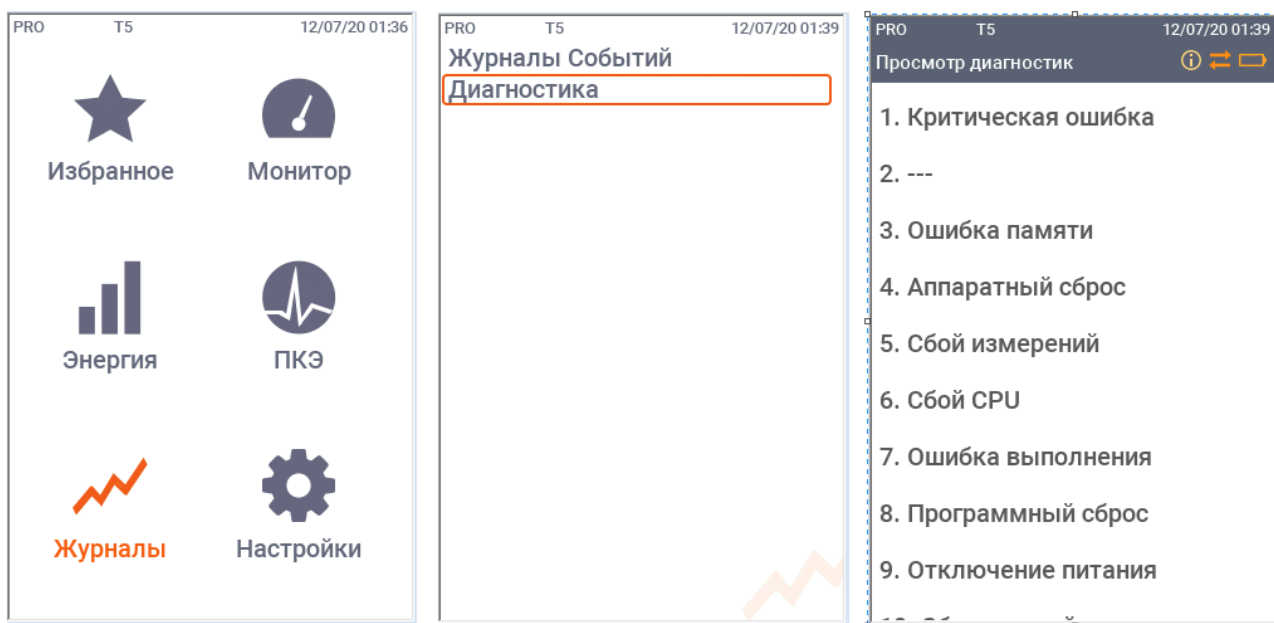 PRO T5 12/07/20 01:36
Избранное Монитор
Энергия ПКЭ
Журналы Настройки
PRO T5 12/07/20 01:39
Журналы Событий
Диагностика
PRO T5 12/07/20 01:39
Просмотр диагностик
1. Критическая ошибка
2. ---
3. Ошибка памяти
4. Аппаратный сброс
5. Сбой измерений
6. Сбой CPU
7. Ошибка выполнения
8. Программный сброс
9. Отключение питания